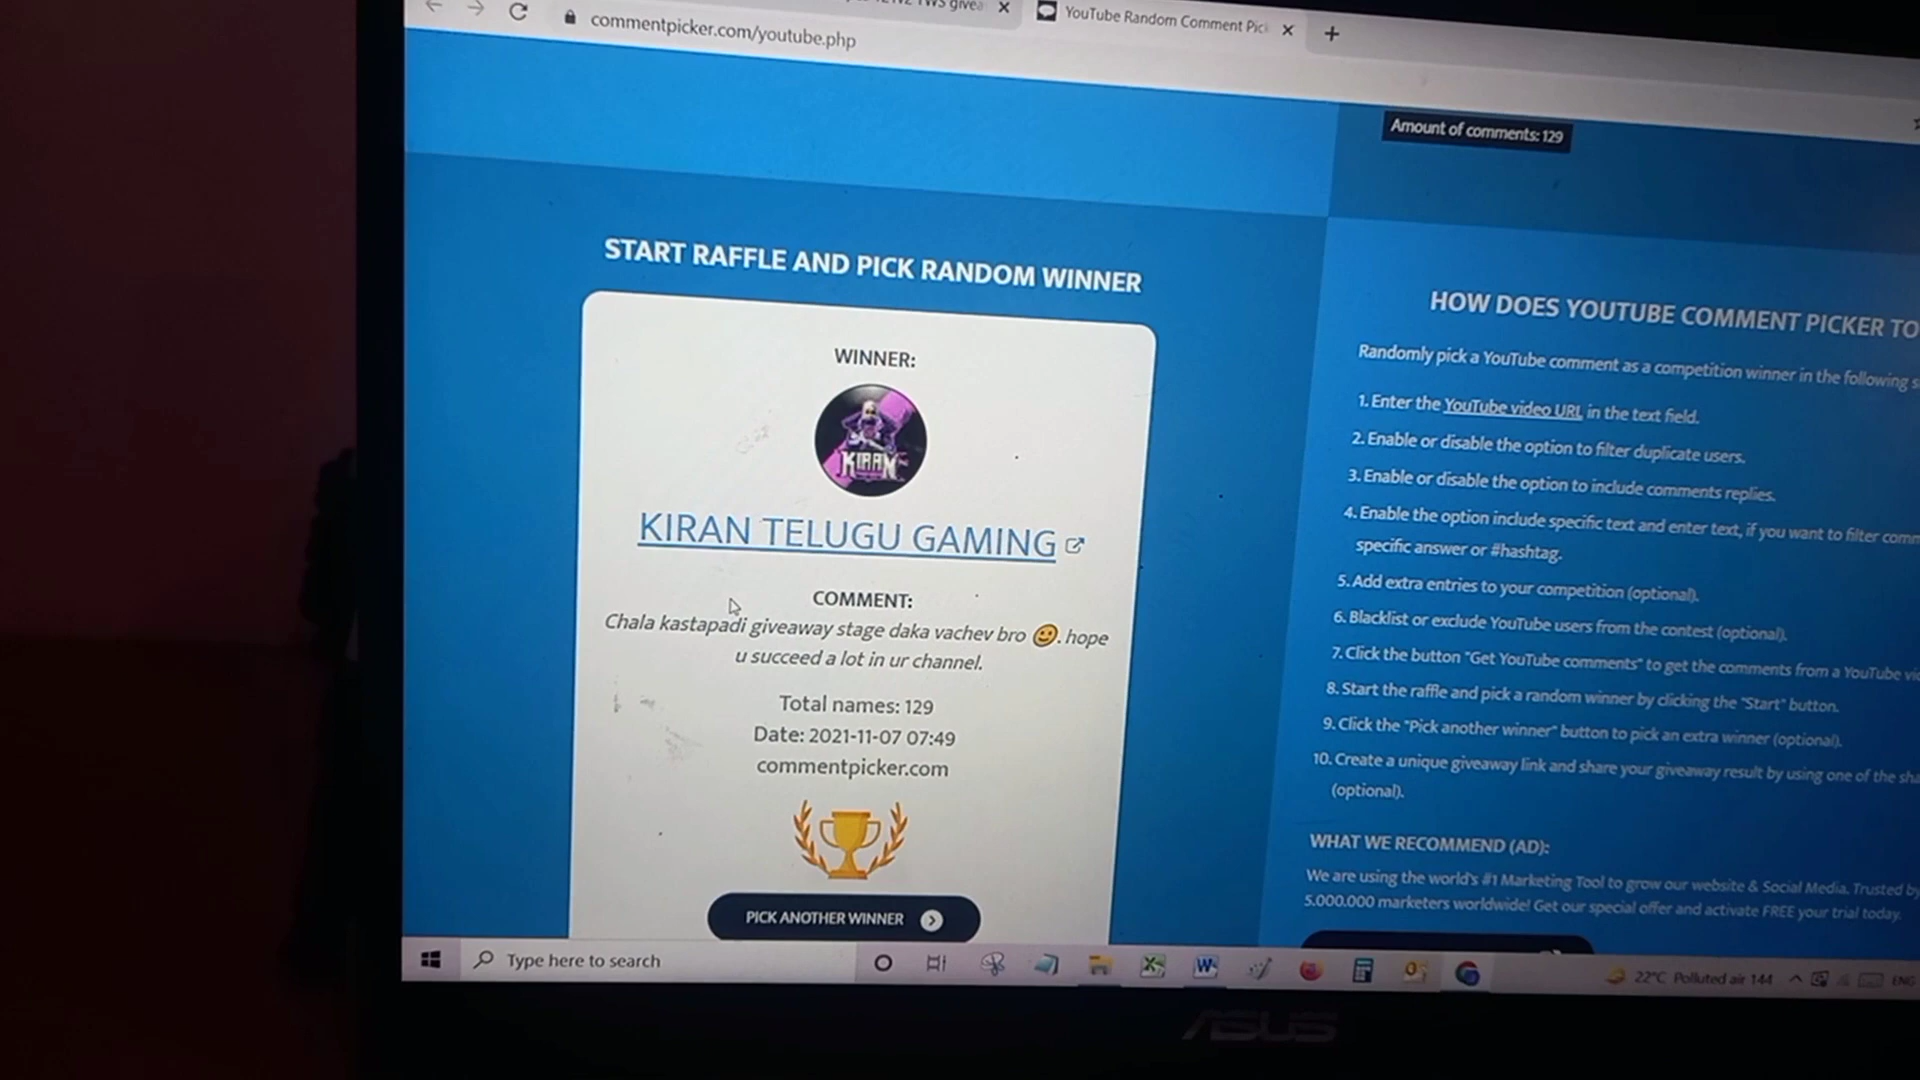 TWS givea
YouTube Random Comment Pic
commentpicker.com/youtube.php
Amount of comments: 129
START RAFFLE AND PICK RANDOM WINNER
WINNER:
KIRAN
KIRAN TELUGU GAMING
COMMENT:
Chala kastapadi giveaway stage daka vachev bro 🙂. hope
u succeed a lot in ur channel.
Total names: 129
Date: 2021-11-07 07:49
commentpicker.com
PICK ANOTHER WINNER
HOW DOES YOUTUBE COMMENT PICKER TO
Randomly pick a YouTube comment as a competition winner in the following s
1. Enter the YouTube video URL in the text field.
2. Enable or disable the option to filter duplicate users.
3. Enable or disable the option to include comments replies.
4. Enable the option include specific text and enter text, if you want to filter comm
specific answer or #hashtag.
5. Add extra entries to your competition (optional).
6. Blacklist or exclude YouTube users from the contest (optional).
7. Click the button "Get YouTube comments" to get the comments from a YouTube vid
8. Start the raffle and pick a random winner by clicking the "Start" button.
9. Click the "Pick another winner" button to pick an extra winner (optional).
10. Create a unique giveaway link and share your giveaway result by using one of the sha
(optional).
WHAT WE RECOMMEND (AD):
We are using the world's #1 Marketing Tool to grow our website & Social Media. Trusted by
5.000.000 marketers worldwide! Get our special offer and activate FREE your trial today.
Type here to search
22°C Polluted air 144
ENG
ASUS